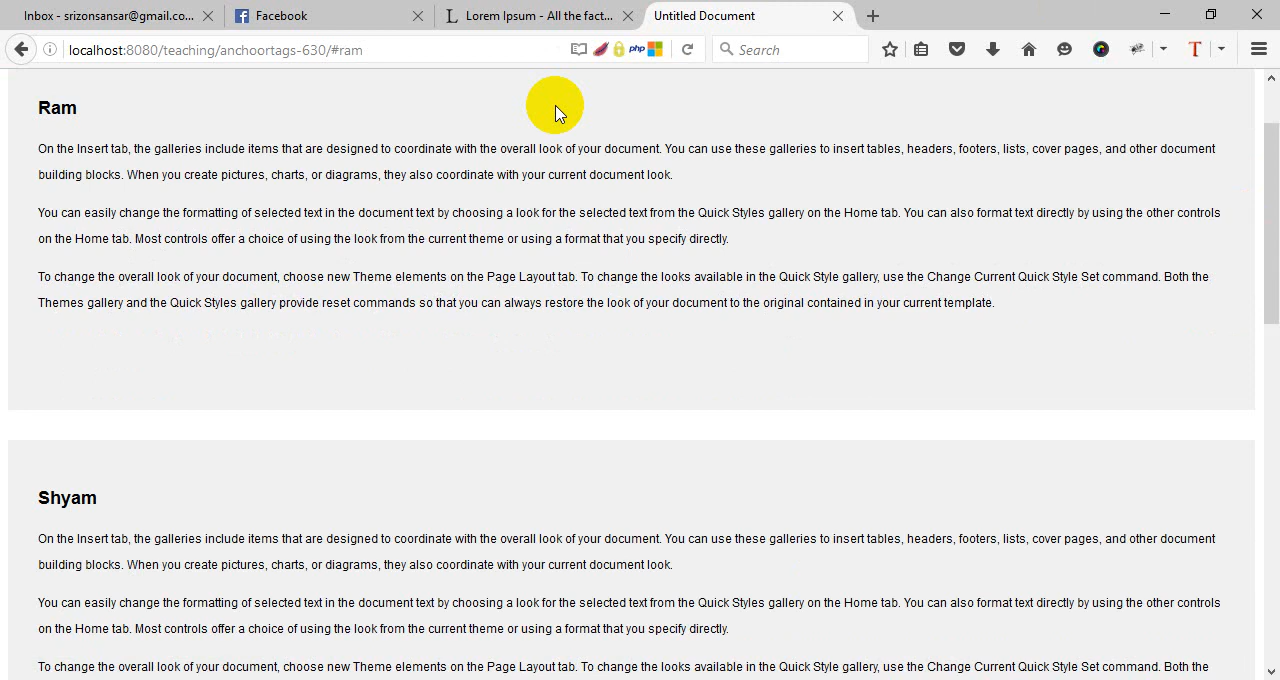 Inbox - srizonsansar@gmail.co...
Facebook
Lorem Ipsum - All the fact...
Untitled Document
localhost:8080/teaching/anchoortags-630/#ram
php
Search
T
Ram
On the Insert tab, the galleries include items that are designed to coordinate with the overall look of your document. You can use these galleries to insert tables, headers, footers, lists, cover pages, and other document
building blocks. When you create pictures, charts, or diagrams, they also coordinate with your current document look.
You can easily change the formatting of selected text in the document text by choosing a look for the selected text from the Quick Styles gallery on the Home tab. You can also format text directly by using the other controls
on the Home tab. Most controls offer a choice of using the look from the current theme or using a format that you specify directly.
To change the overall look of your document, choose new Theme elements on the Page Layout tab. To change the looks available in the Quick Style gallery, use the Change Current Quick Style Set command. Both the
Themes gallery and the Quick Styles gallery provide reset commands so that you can always restore the look of your document to the original contained in your current template.
Shyam
On the Insert tab, the galleries include items that are designed to coordinate with the overall look of your document. You can use these galleries to insert tables, headers, footers, lists, cover pages, and other document
building blocks. When you create pictures, charts, or diagrams, they also coordinate with your current document look.
You can easily change the formatting of selected text in the document text by choosing a look for the selected text from the Quick Styles gallery on the Home tab. You can also format text directly by using the other controls
on the Home tab. Most controls offer a choice of using the look from the current theme or using a format that you specify directly.
To change the overall look of your document, choose new Theme elements on the Page Layout tab. To change the looks available in the Quick Style gallery, use the Change Current Quick Style Set command. Both the